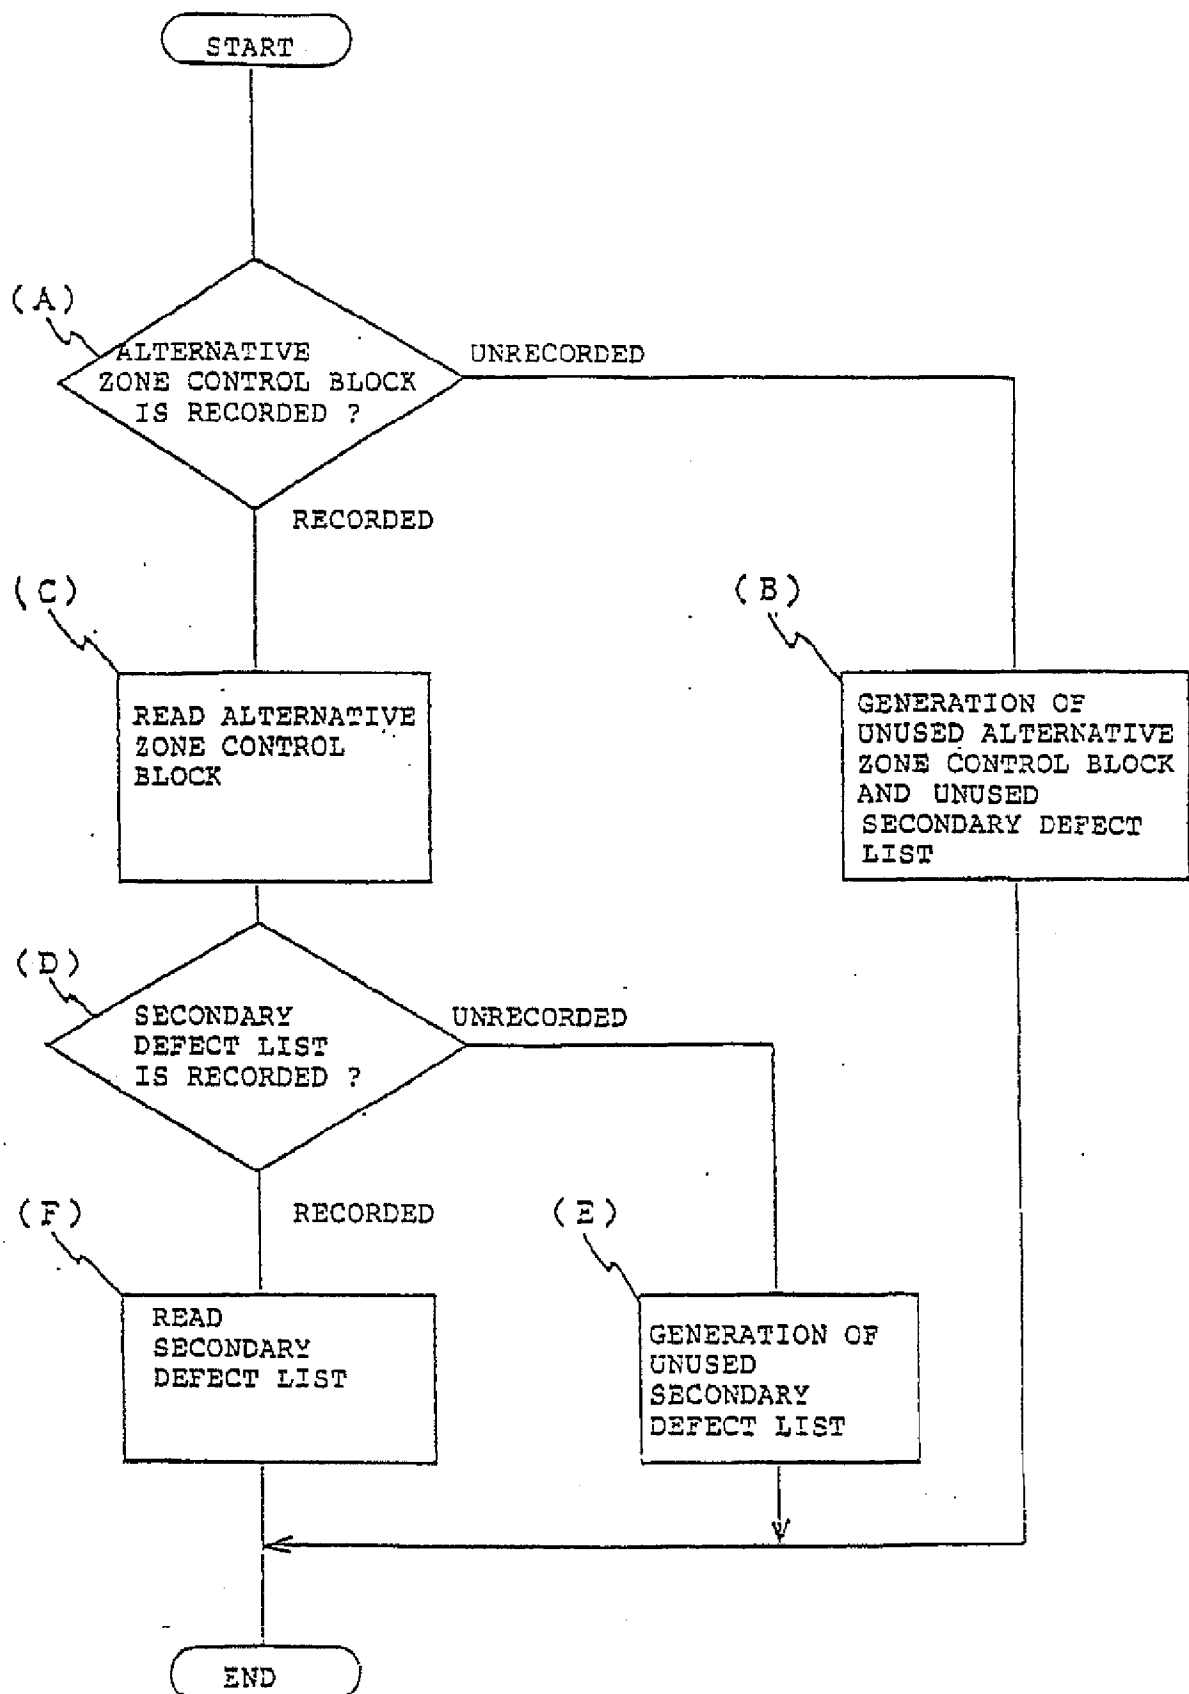 START
(A)
ALTERNATIVE
ZONE CONTROL BLOCK
IS RECORDED ?
UNRECORDED
RECORDED
(C)
READ ALTERNATIVE
ZONE CONTROL
BLOCK
(B)
GENERATION OF
UNUSED ALTERNATIVE
ZONE CONTROL BLOCK
AND UNUSED
SECONDARY DEFECT
LIST
(D)
SECONDARY
DEFECT LIST
IS RECORDED ?
UNRECORDED
RECORDED
(F)
READ
SECONDARY
DEFECT LIST
(E)
GENERATION OF
UNUSED
SECONDARY
DEFECT LIST
END